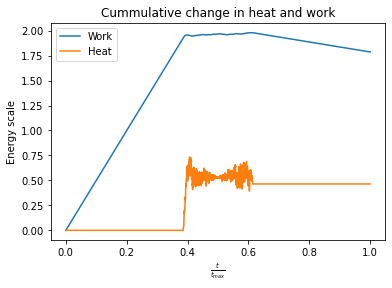 Cummulative change in heat and work
Work
Heat
Energy scale
2.00
1.75
1.50
1.25
1.00
0.75
0.50
0.25
0.00
0.0 0.2 0.4 0.6 0.8 1.0
t
t_max